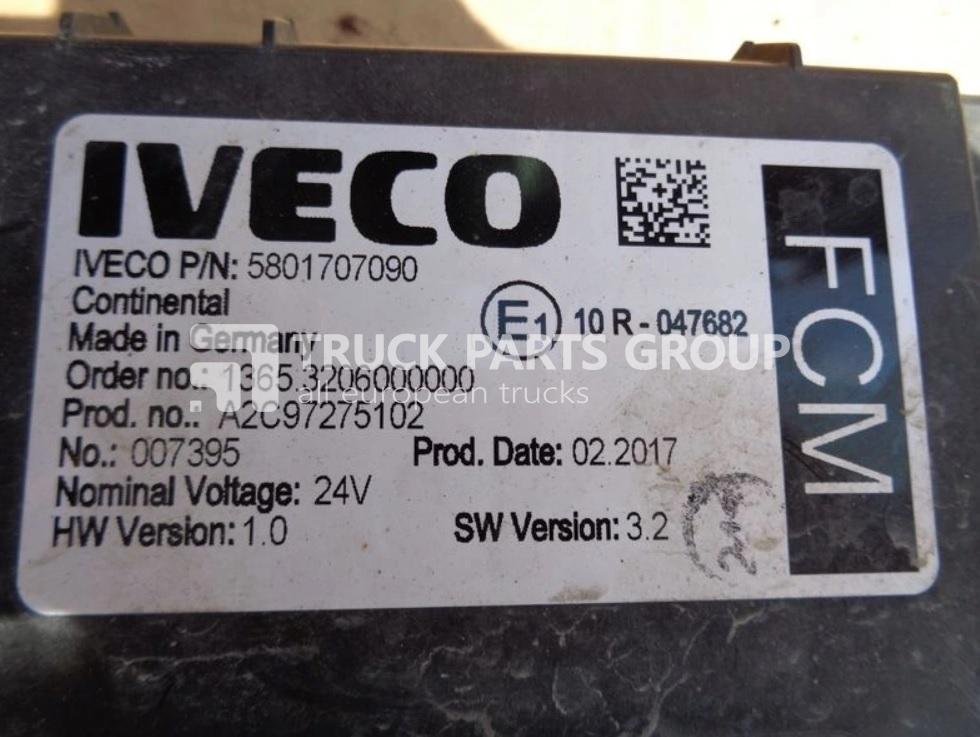 IVECO
IVECO P/N: 5801707090
Continental
Made in Germany
E1 10 R - 047682
Order no.: 1365.3206000000
Prod. no.: A2C97275102
No.: 007395 Prod. Date: 02.2017
Nominal Voltage: 24V
HW Version: 1.0 SW Version: 3.2
FCM
TRUCK PARTS GROUP
all european trucks